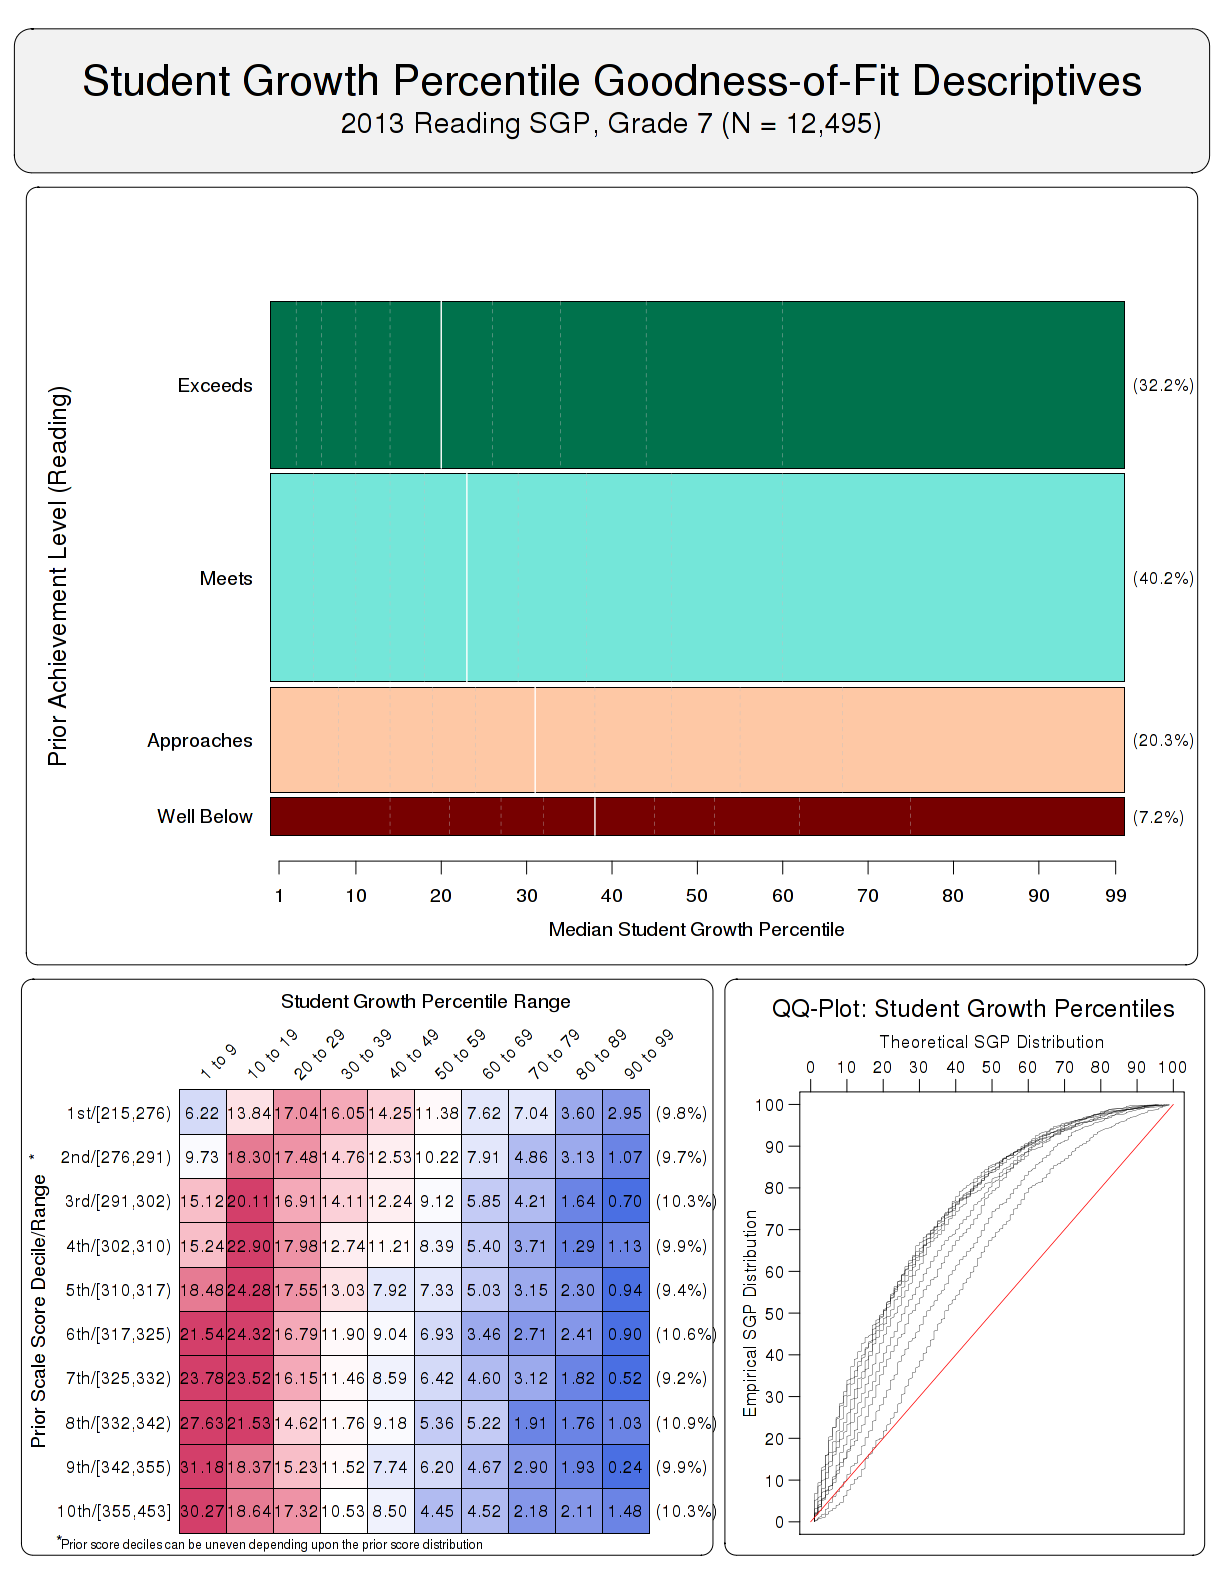 Student Growth Percentile Goodness-of-Fit Descriptives
2013 Reading SGP, Grade 7 (N = 12,495)
Prior Achievement Level (Reading)
Exceeds (32.2%)
Meets (40.2%)
Approaches (20.3%)
Well Below (7.2%)
1 10 20 30 40 50 60 70 80 90 99
Median Student Growth Percentile
Student Growth Percentile Range
1 to 9 10 to 19 20 to 29 30 to 39 40 to 49 50 to 59 60 to 69 70 to 79 80 to 89 90 to 99
Prior Scale Score Decile/Range *
1st/[215,276) 6.22 13.84 17.04 16.05 14.25 11.38 7.62 7.04 3.60 2.95 (9.8%)
2nd/[276,291) 9.73 18.30 17.48 14.76 12.53 10.22 7.91 4.86 3.13 1.07 (9.7%)
3rd/[291,302) 15.12 20.11 16.91 14.11 12.24 9.12 5.85 4.21 1.64 0.70 (10.3%)
4th/[302,310) 15.24 22.90 17.98 12.74 11.21 8.39 5.40 3.71 1.29 1.13 (9.9%)
5th/[310,317) 18.48 24.28 17.55 13.03 7.92 7.33 5.03 3.15 2.30 0.94 (9.4%)
6th/[317,325) 21.54 24.32 16.79 11.90 9.04 6.93 3.46 2.71 2.41 0.90 (10.6%)
7th/[325,332) 23.78 23.52 16.15 11.46 8.59 6.42 4.60 3.12 1.82 0.52 (9.2%)
8th/[332,342) 27.63 21.53 14.62 11.76 9.18 5.36 5.22 1.91 1.76 1.03 (10.9%)
9th/[342,355) 31.18 18.37 15.23 11.52 7.74 6.20 4.67 2.90 1.93 0.24 (9.9%)
10th/[355,453] 30.27 18.64 17.32 10.53 8.50 4.45 4.52 2.18 2.11 1.48 (10.3%)
*Prior score deciles can be uneven depending upon the prior score distribution
QQ-Plot: Student Growth Percentiles
Theoretical SGP Distribution
0 10 20 30 40 50 60 70 80 90 100
Empirical SGP Distribution
100
90
80
70
60
50
40
30
20
10
0